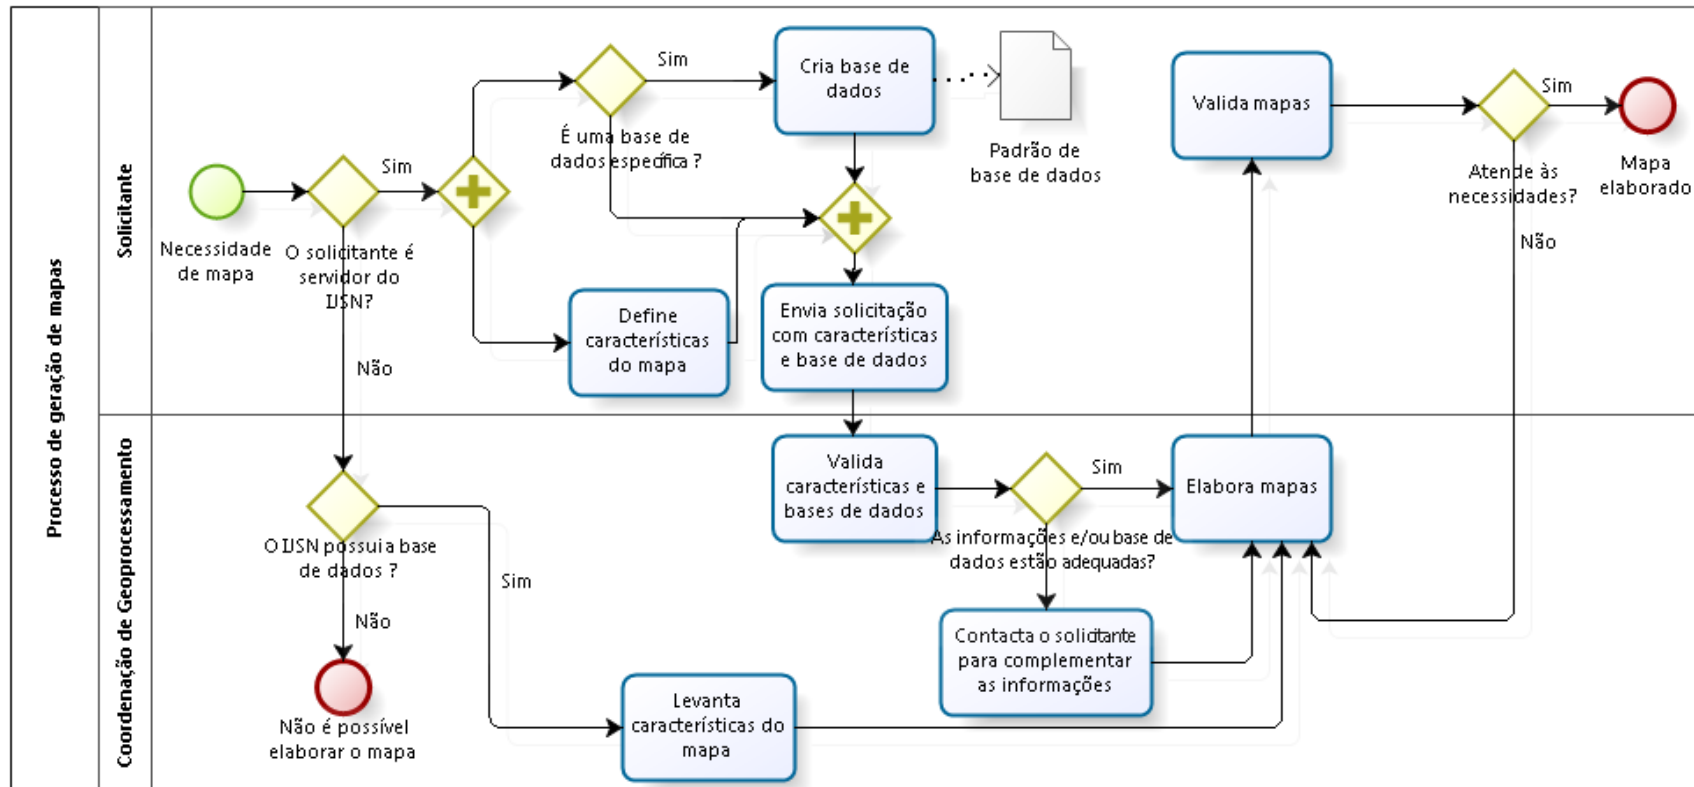 Processo de geração de mapas
Solicitante
Necessidade
de mapa
O solicitante é
servidor do
IJSN?
Sim
Não
É uma base de
dados específica ?
Sim
Cria base de
dados
Padrão de
base de dados
Define
características
do mapa
Envia solicitação
com características
e base de dados
Valida mapas
Atende às
necessidades?
Sim
Não
Mapa
elaborado
Coordenação de Geoprocessamento
O IJSN possui a base
de dados ?
Sim
Não
Não é possível
elaborar o mapa
Levanta
características do
mapa
Valida
características e
bases de dados
As informações e/ou base de
dados estão adequadas?
Sim
Contacta o solicitante
para complementar
as informações
Elabora mapas